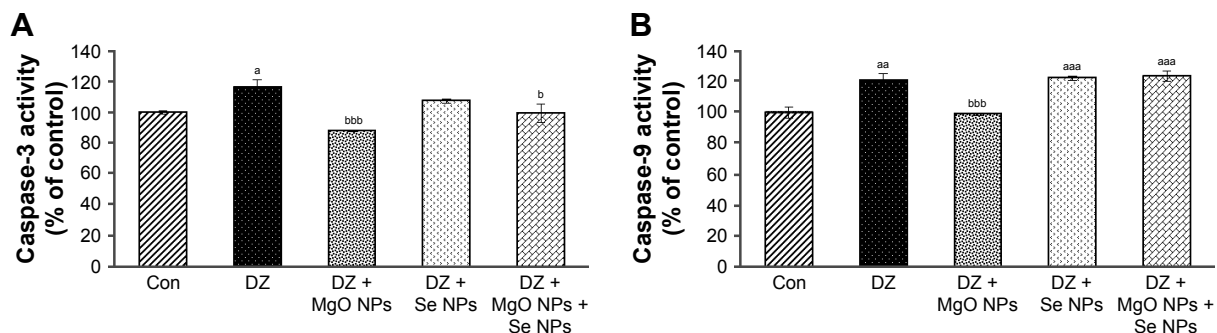 A
Caspase-3 activity
(% of control)
140
120
100
80
60
40
20
0
a
bbb
b
Con
DZ
DZ +
MgO NPs
DZ +
Se NPs
DZ +
MgO NPs +
Se NPs
B
Caspase-9 activity
(% of control)
140
120
100
80
60
40
20
0
aa
bbb
aaa
aaa
Con
DZ
DZ +
MgO NPs
DZ +
Se NPs
DZ +
MgO NPs +
Se NPs